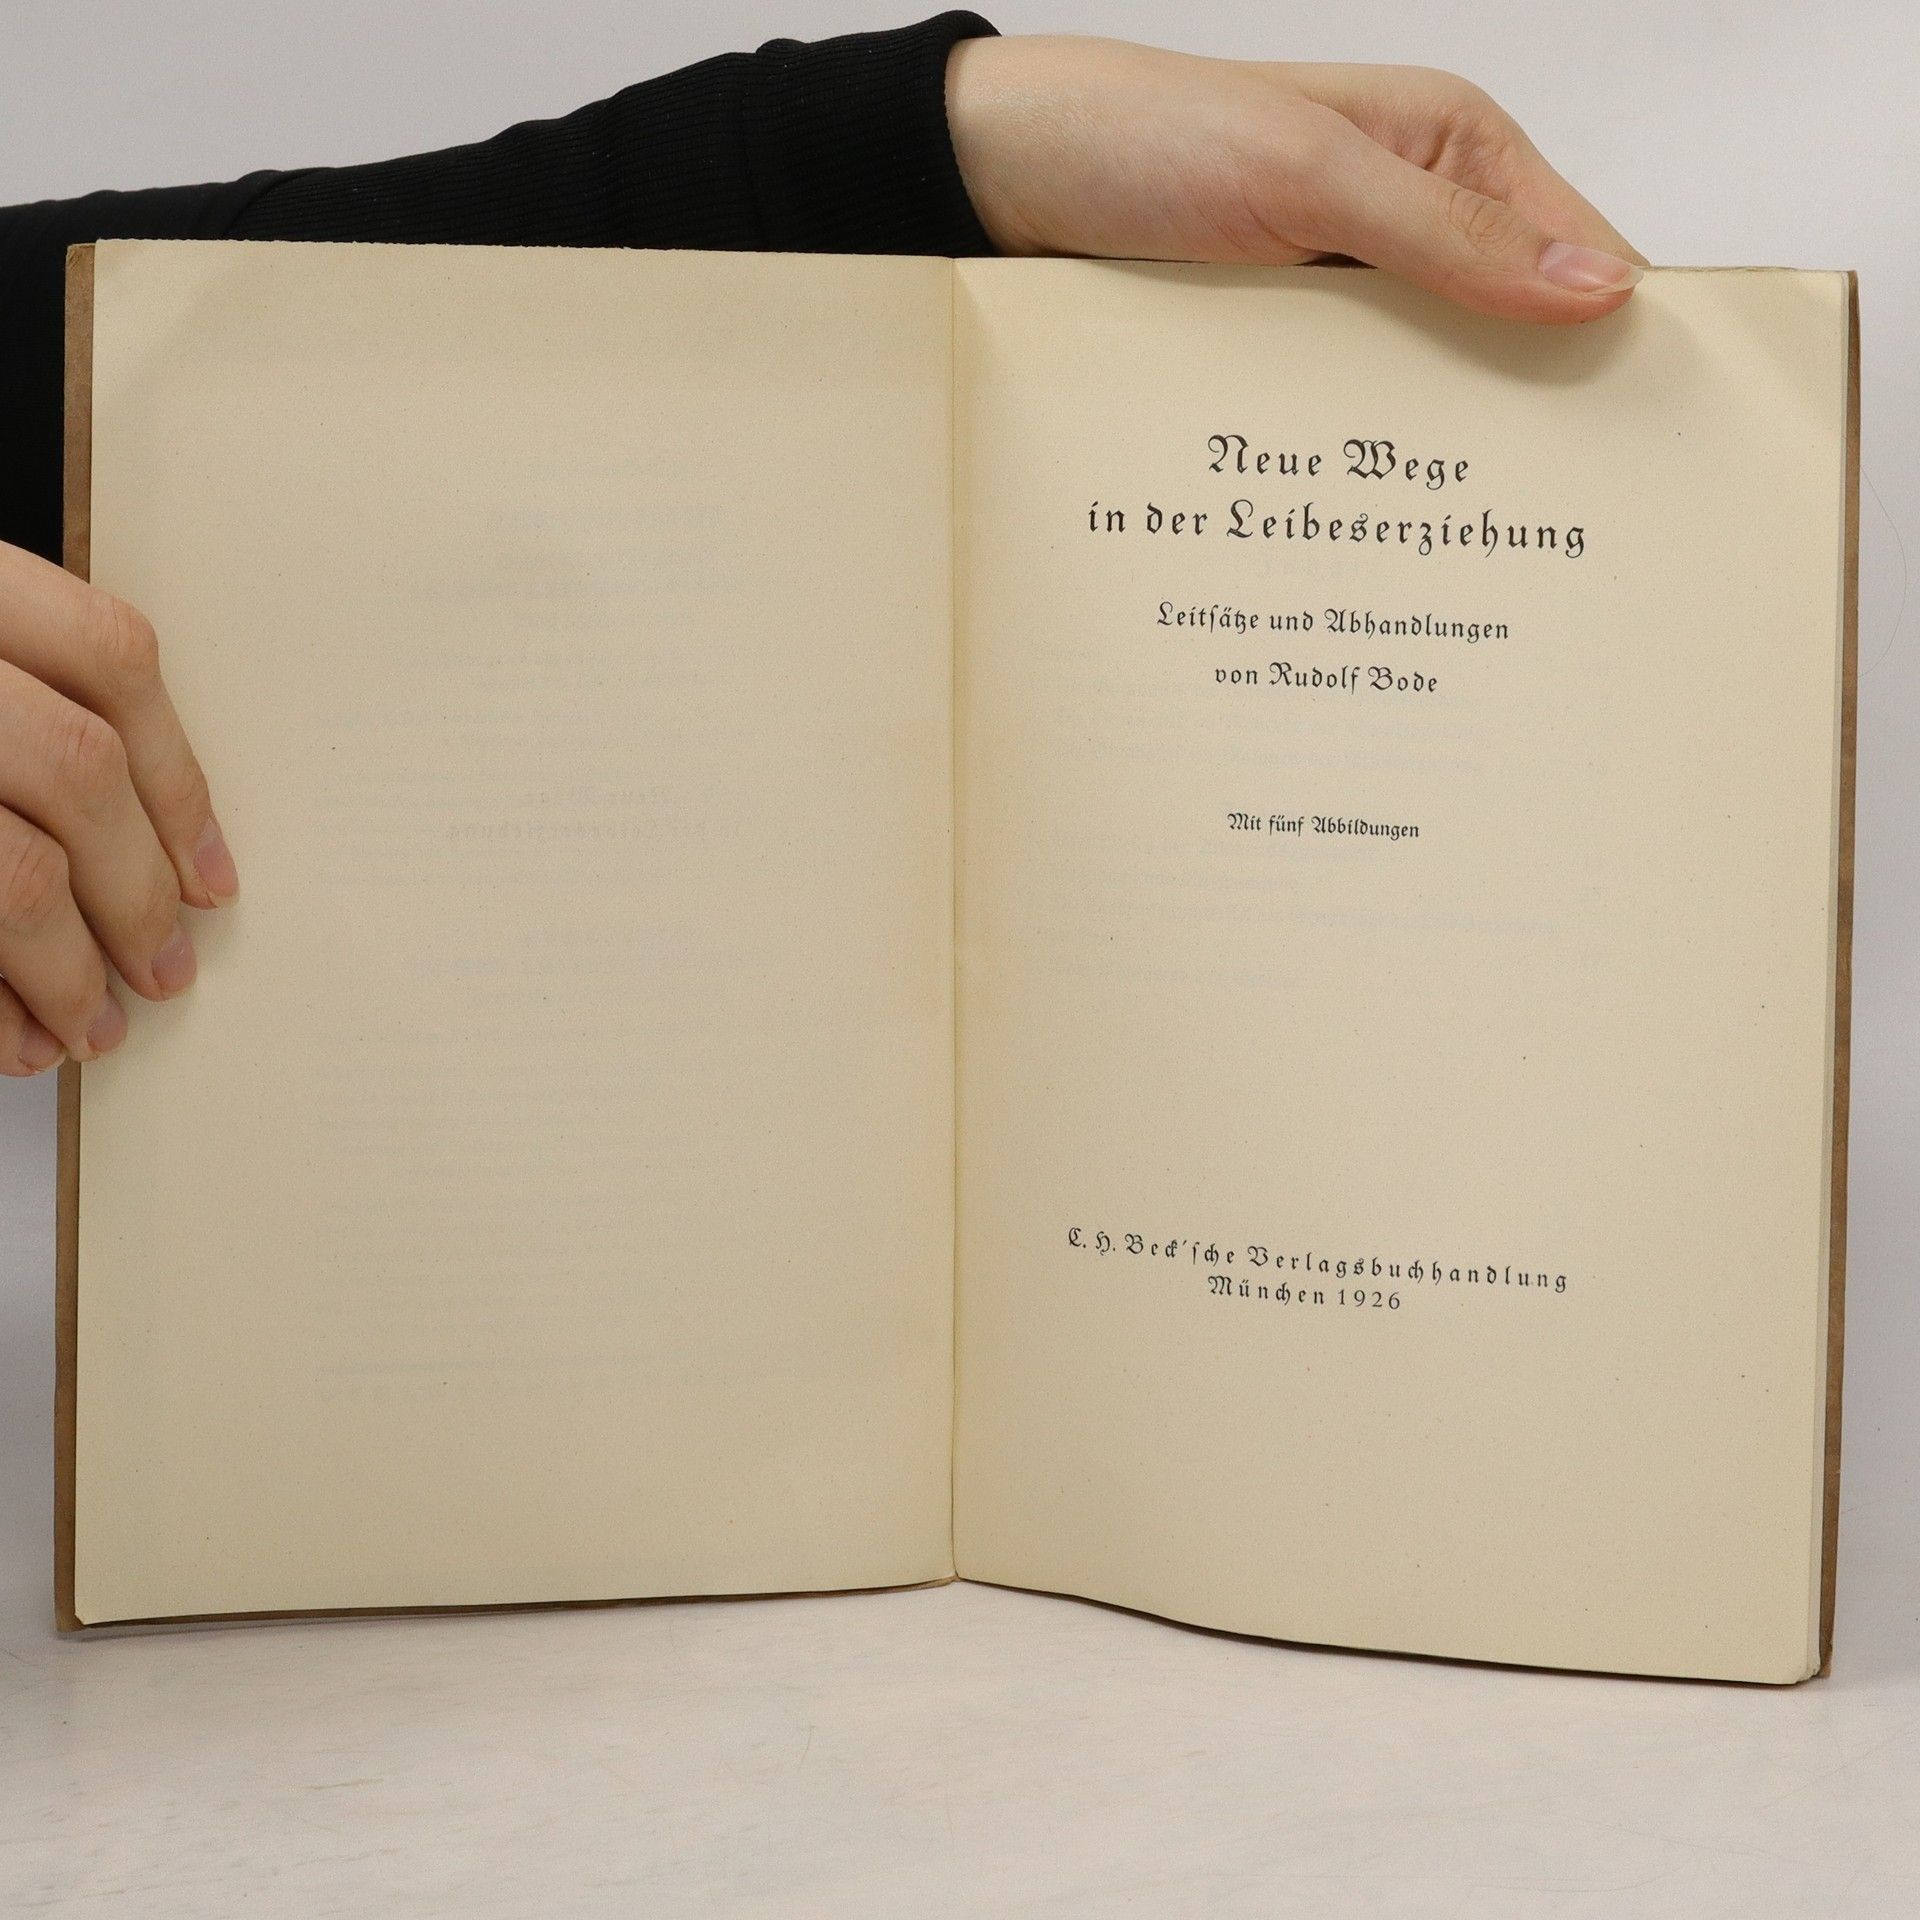 Neue Wege
in der Leibeserziehung
Leitſätze und Abhandlungen
von Rudolf Bode
Mit fünf Abbildungen
C. H. Beck'ſche Verlagsbuchhandlung
München 1926